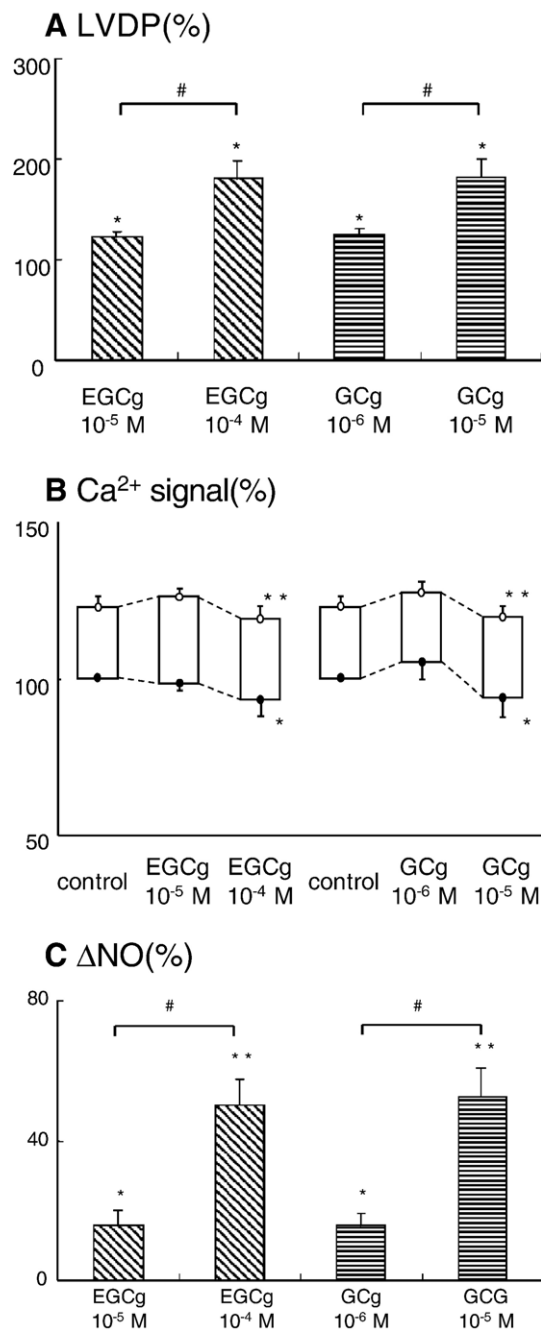 A LVDP(%)
300
# #
200
* *
* *
100
0
EGCg EGCg GCg GCg
10⁻⁵ M 10⁻⁴ M 10⁻⁶ M 10⁻⁵ M
B Ca²⁺ signal(%)
150
* * * *
100
* *
50
control EGCg EGCg control GCg GCg
10⁻⁵ M 10⁻⁴ M 10⁻⁶ M 10⁻⁵ M
C ΔNO(%)
80
# #
* * * *
40
* *
0
EGCg EGCg GCg GCG
10⁻⁵ M 10⁻⁴ M 10⁻⁶ M 10⁻⁵ M